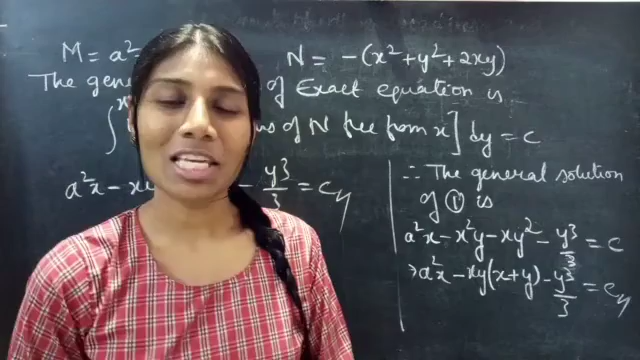 M = a²
N = -(x² + y² + 2xy)
The gene of Exact equation is
∫ of N free from x] dy = c
a²x - - y³/3 = c
∴ The general solution
of ① is
a²x - x²y - xy² - y³/3 = c
⇒ a²x - xy(x+y) - y³/3 = c